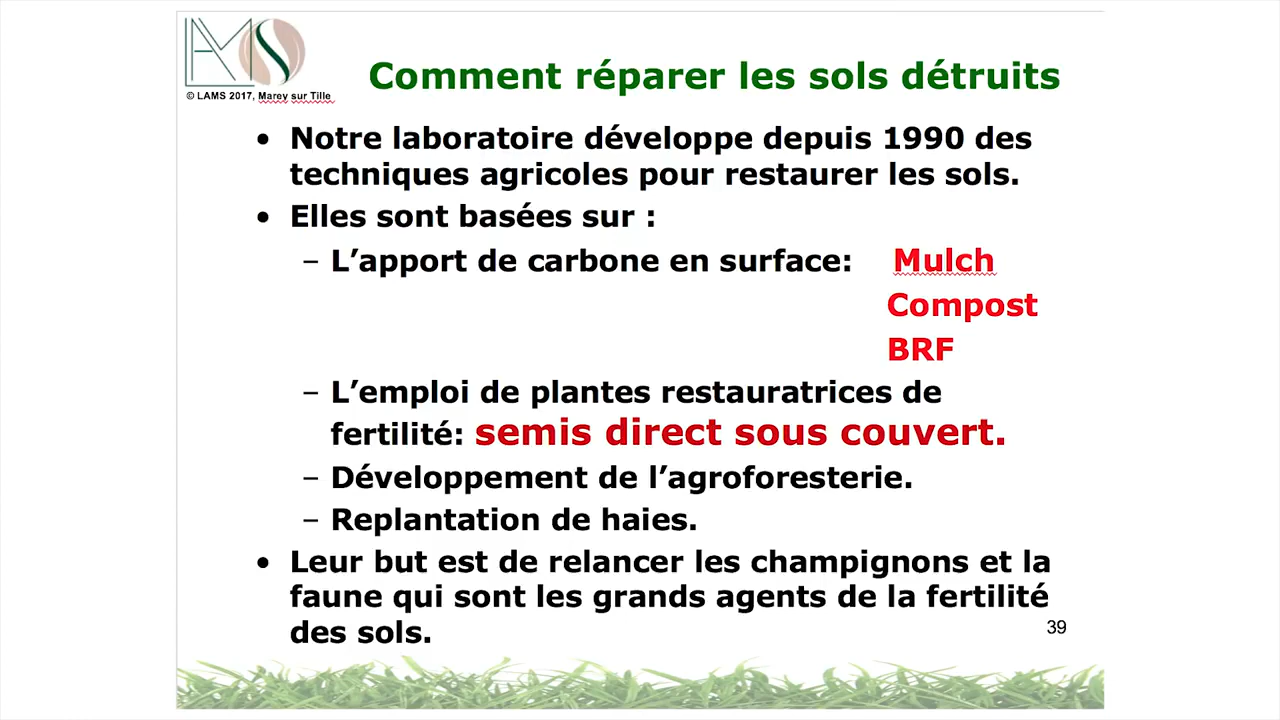 LAMS
© LAMS 2017, Marey sur Tille
Comment réparer les sols détruits
• Notre laboratoire développe depuis 1990 des
techniques agricoles pour restaurer les sols.
• Elles sont basées sur :
– L’apport de carbone en surface: Mulch
Compost
BRF
– L’emploi de plantes restauratrices de
fertilité: semis direct sous couvert.
– Développement de l’agroforesterie.
– Replantation de haies.
• Leur but est de relancer les champignons et la
faune qui sont les grands agents de la fertilité
des sols.
39